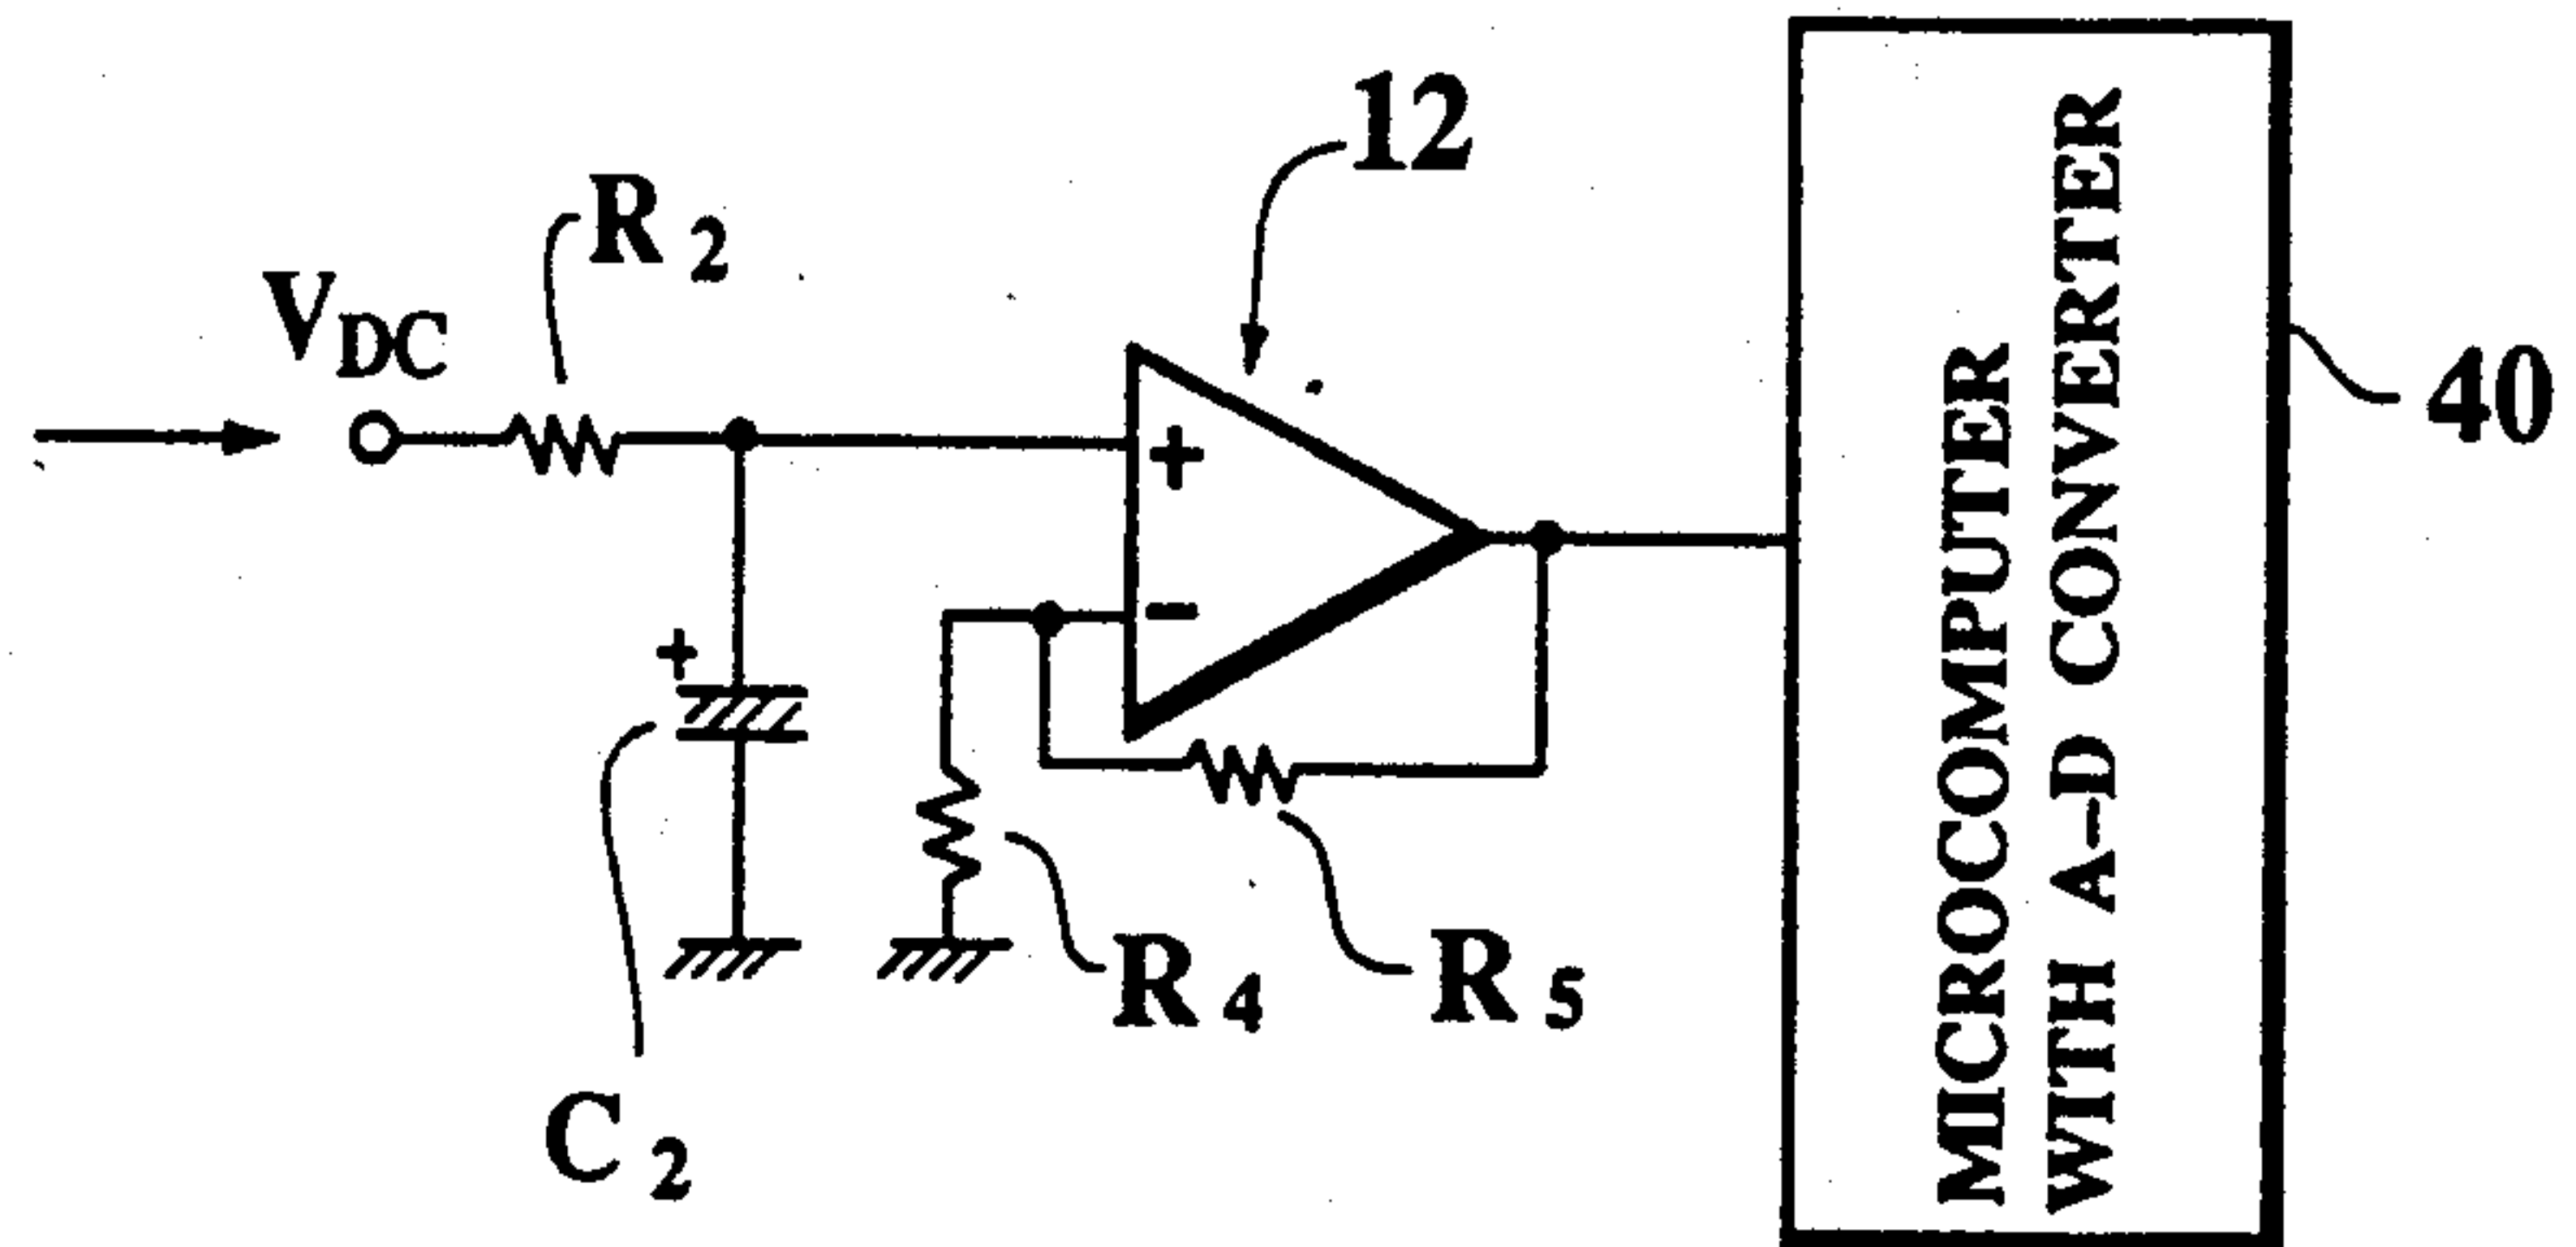 12
R2
VDC
+
-
+
40
MICROCOMPUTER
WITH A-D CONVERTER
R4
R5
C2